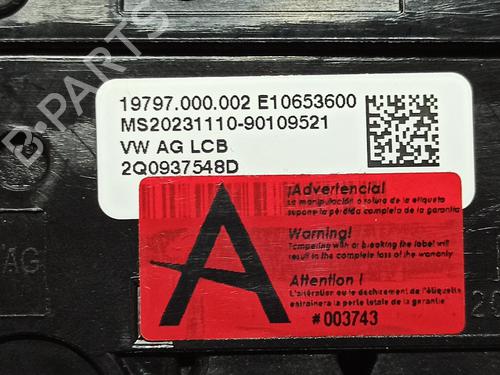 B-PARTS
19797.000.002 E10653600
MS20231110-90109521
VW AG LCB
2Q0937548D
¡Advertencia!
La manipulación o rotura de la etiqueta
supone la pérdida completa de la garantía
Warning!
Tampering with or breaking the label will
result in the complete loss of the warranty
Attention !
L'altération ou le déchirement de l'étiquette
entraînera la perte totale de la garantie
#003743
A
AG